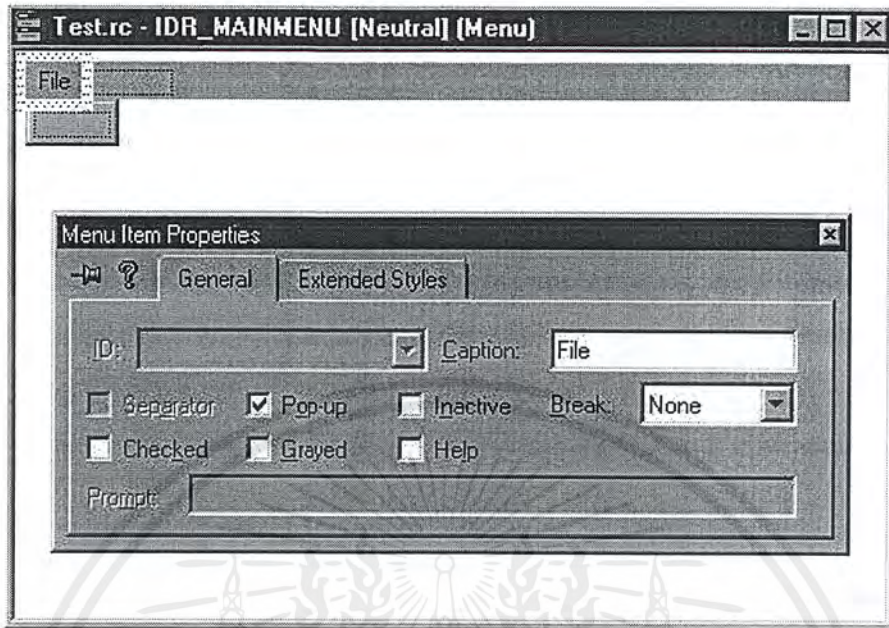 Test.rc - IDR_MAINMENU [Neutral] (Menu)
File
Menu Item Properties
General Extended Styles
ID: Caption: File
Separator Pop-up Inactive Break: None
Checked Grayed Help
Prompt: